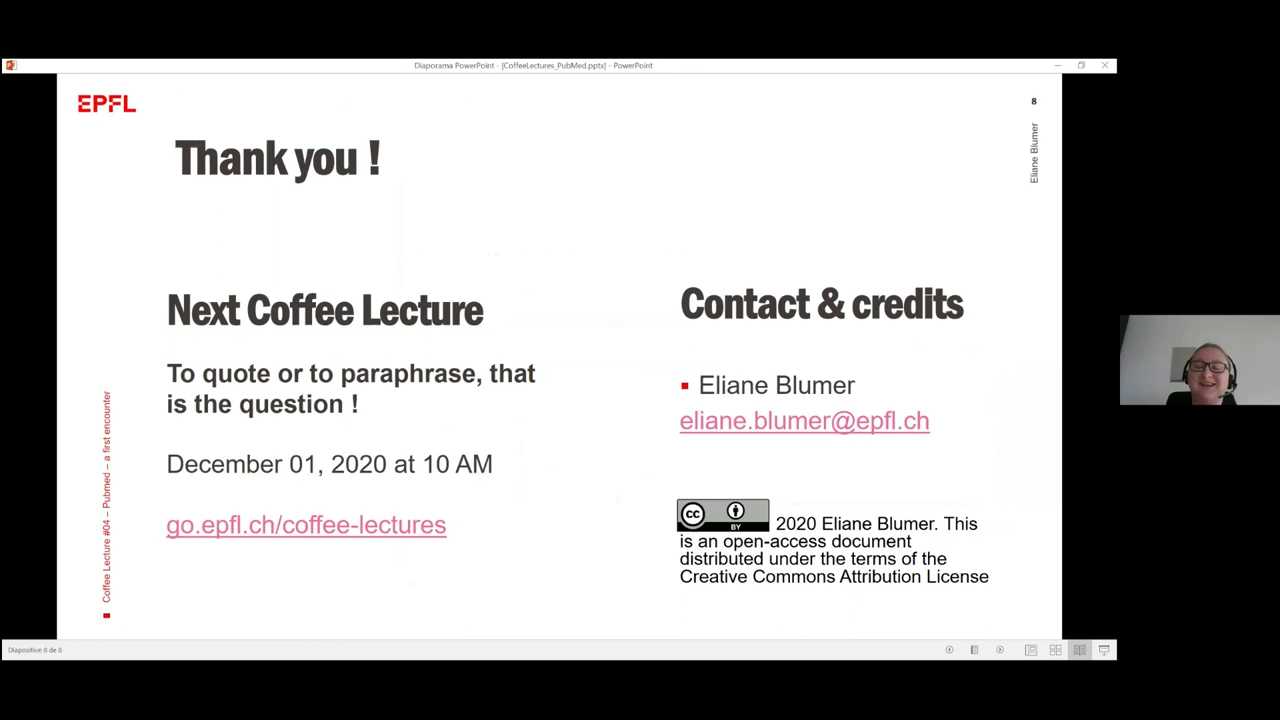 Diaporama PowerPoint - [CoffeeLectures_PubMed.pptx] - PowerPoint
EPFL
8
Eliane Blumer
Thank you !
Next Coffee Lecture
To quote or to paraphrase, that
is the question !
December 01, 2020 at 10 AM
go.epfl.ch/coffee-lectures
Contact & credits
Eliane Blumer
eliane.blumer@epfl.ch
CC BY
2020 Eliane Blumer. This
is an open-access document
distributed under the terms of the
Creative Commons Attribution License
Coffee Lecture #04 – Pubmed – a first encounter
Diapositive 8 de 8